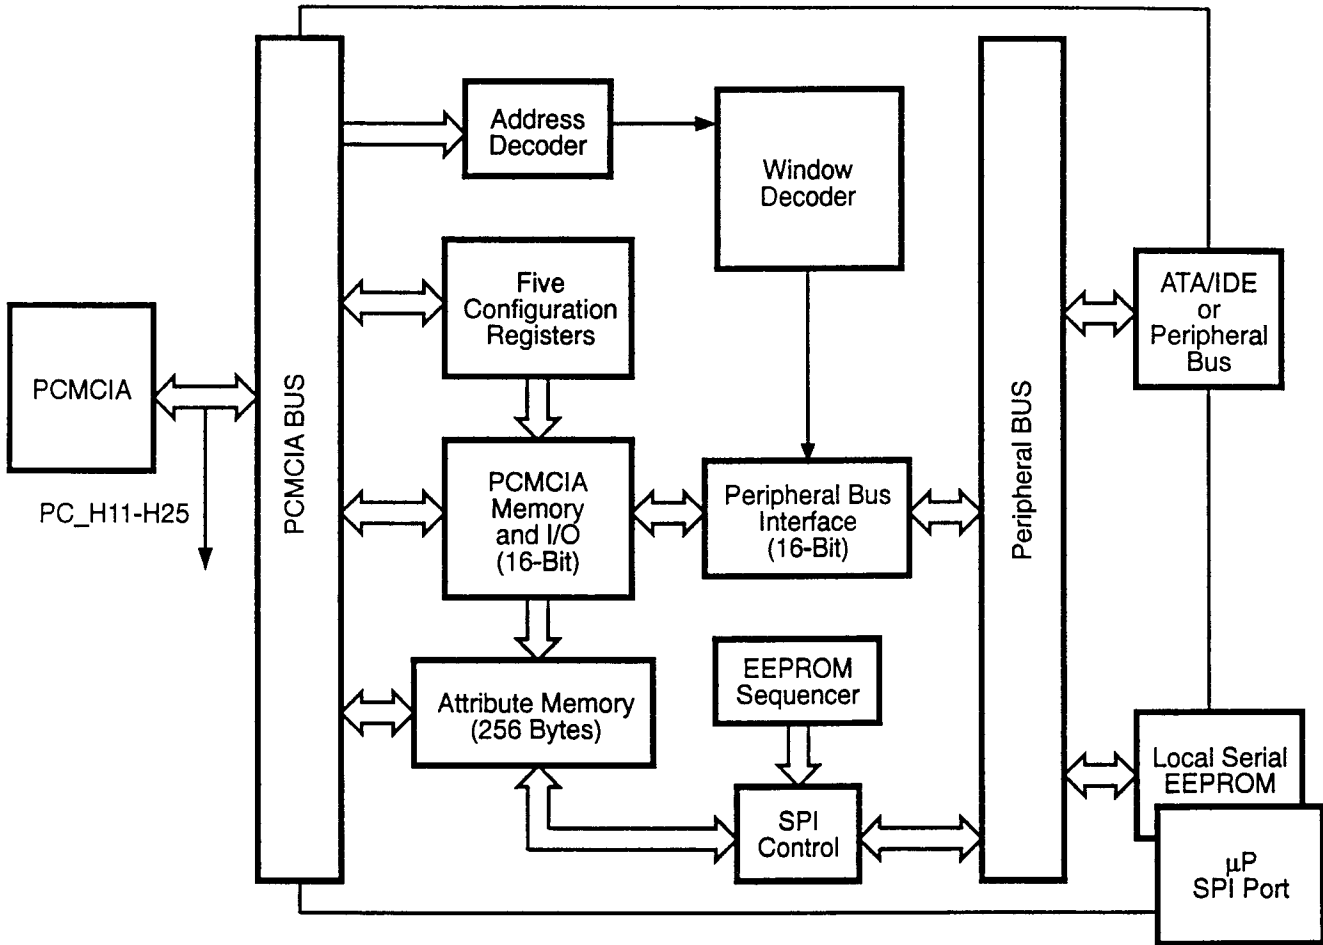 Address
Decoder
Window
Decoder
Five
Configuration
Registers
ATA/IDE
or
Peripheral
Bus
PCMCIA
PCMCIA BUS
Peripheral BUS
PC_H11-H25
PCMCIA
Memory
and I/O
(16-Bit)
Peripheral Bus
Interface
(16-Bit)
EEPROM
Sequencer
Attribute Memory
(256 Bytes)
Local Serial
EEPROM
SPI
Control
µP
SPI Port